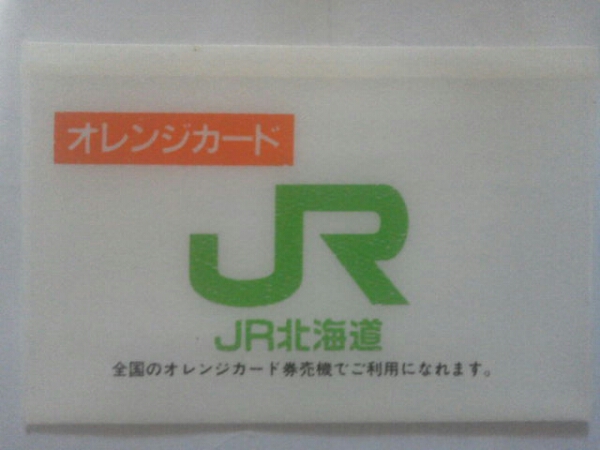 オレンジカード
JR
JR北海道
全国のオレンジカード券売機でご利用になれます。